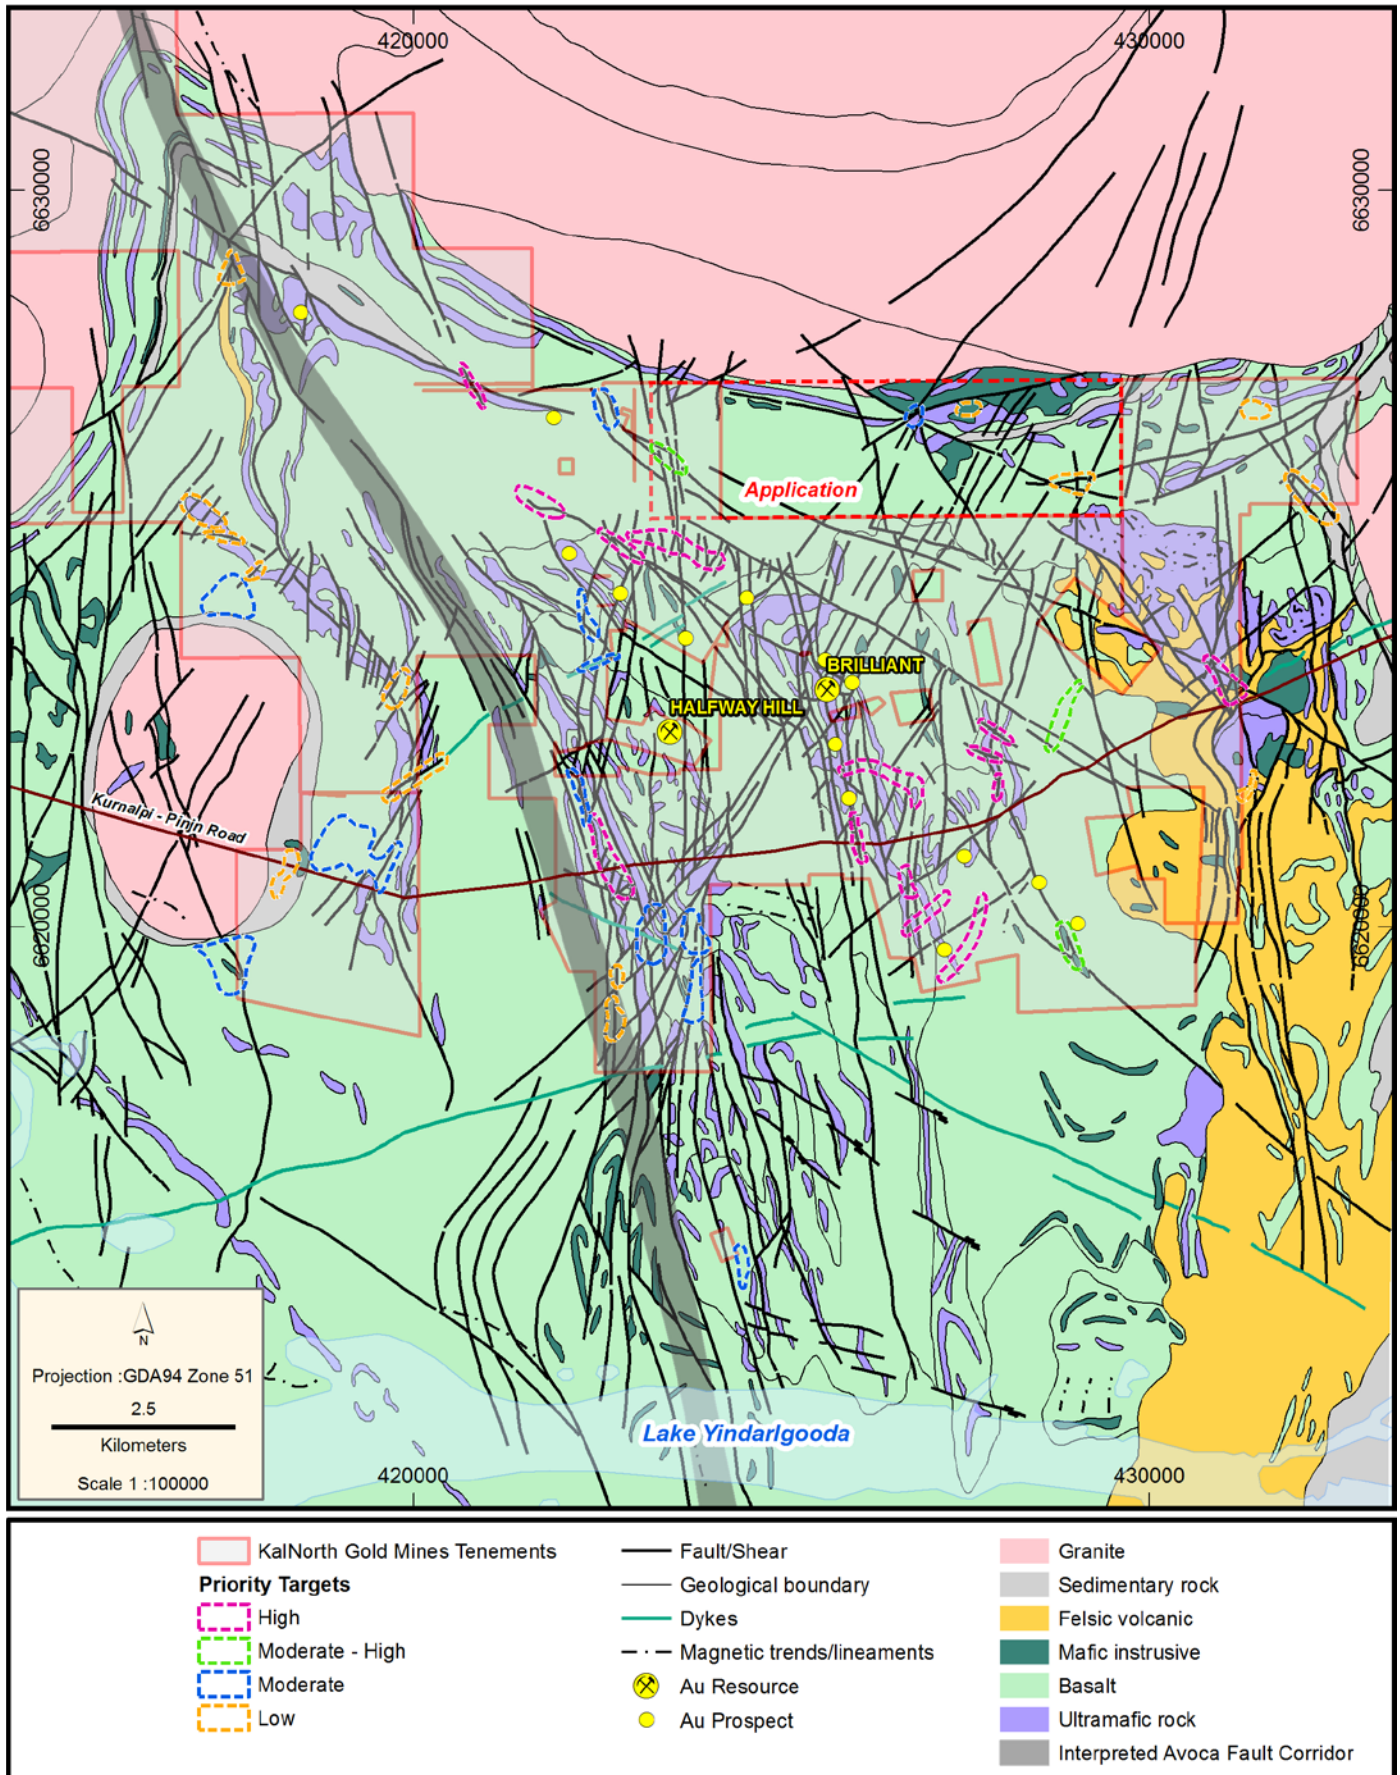 420000
430000
6630000
6630000
Application
BRILLIANT
HALFWAY HILL
Kurnalpi - Pinjin Road
6620000
6620000
N
Projection :GDA94 Zone 51
2.5
Kilometers
Scale 1 :100000
Lake Yindarlgooda
420000
430000
KalNorth Gold Mines Tenements
Priority Targets
High
Moderate - High
Moderate
Low
Fault/Shear
Geological boundary
Dykes
Magnetic trends/lineaments
Au Resource
Au Prospect
Granite
Sedimentary rock
Felsic volcanic
Mafic instrusive
Basalt
Ultramafic rock
Interpreted Avoca Fault Corridor